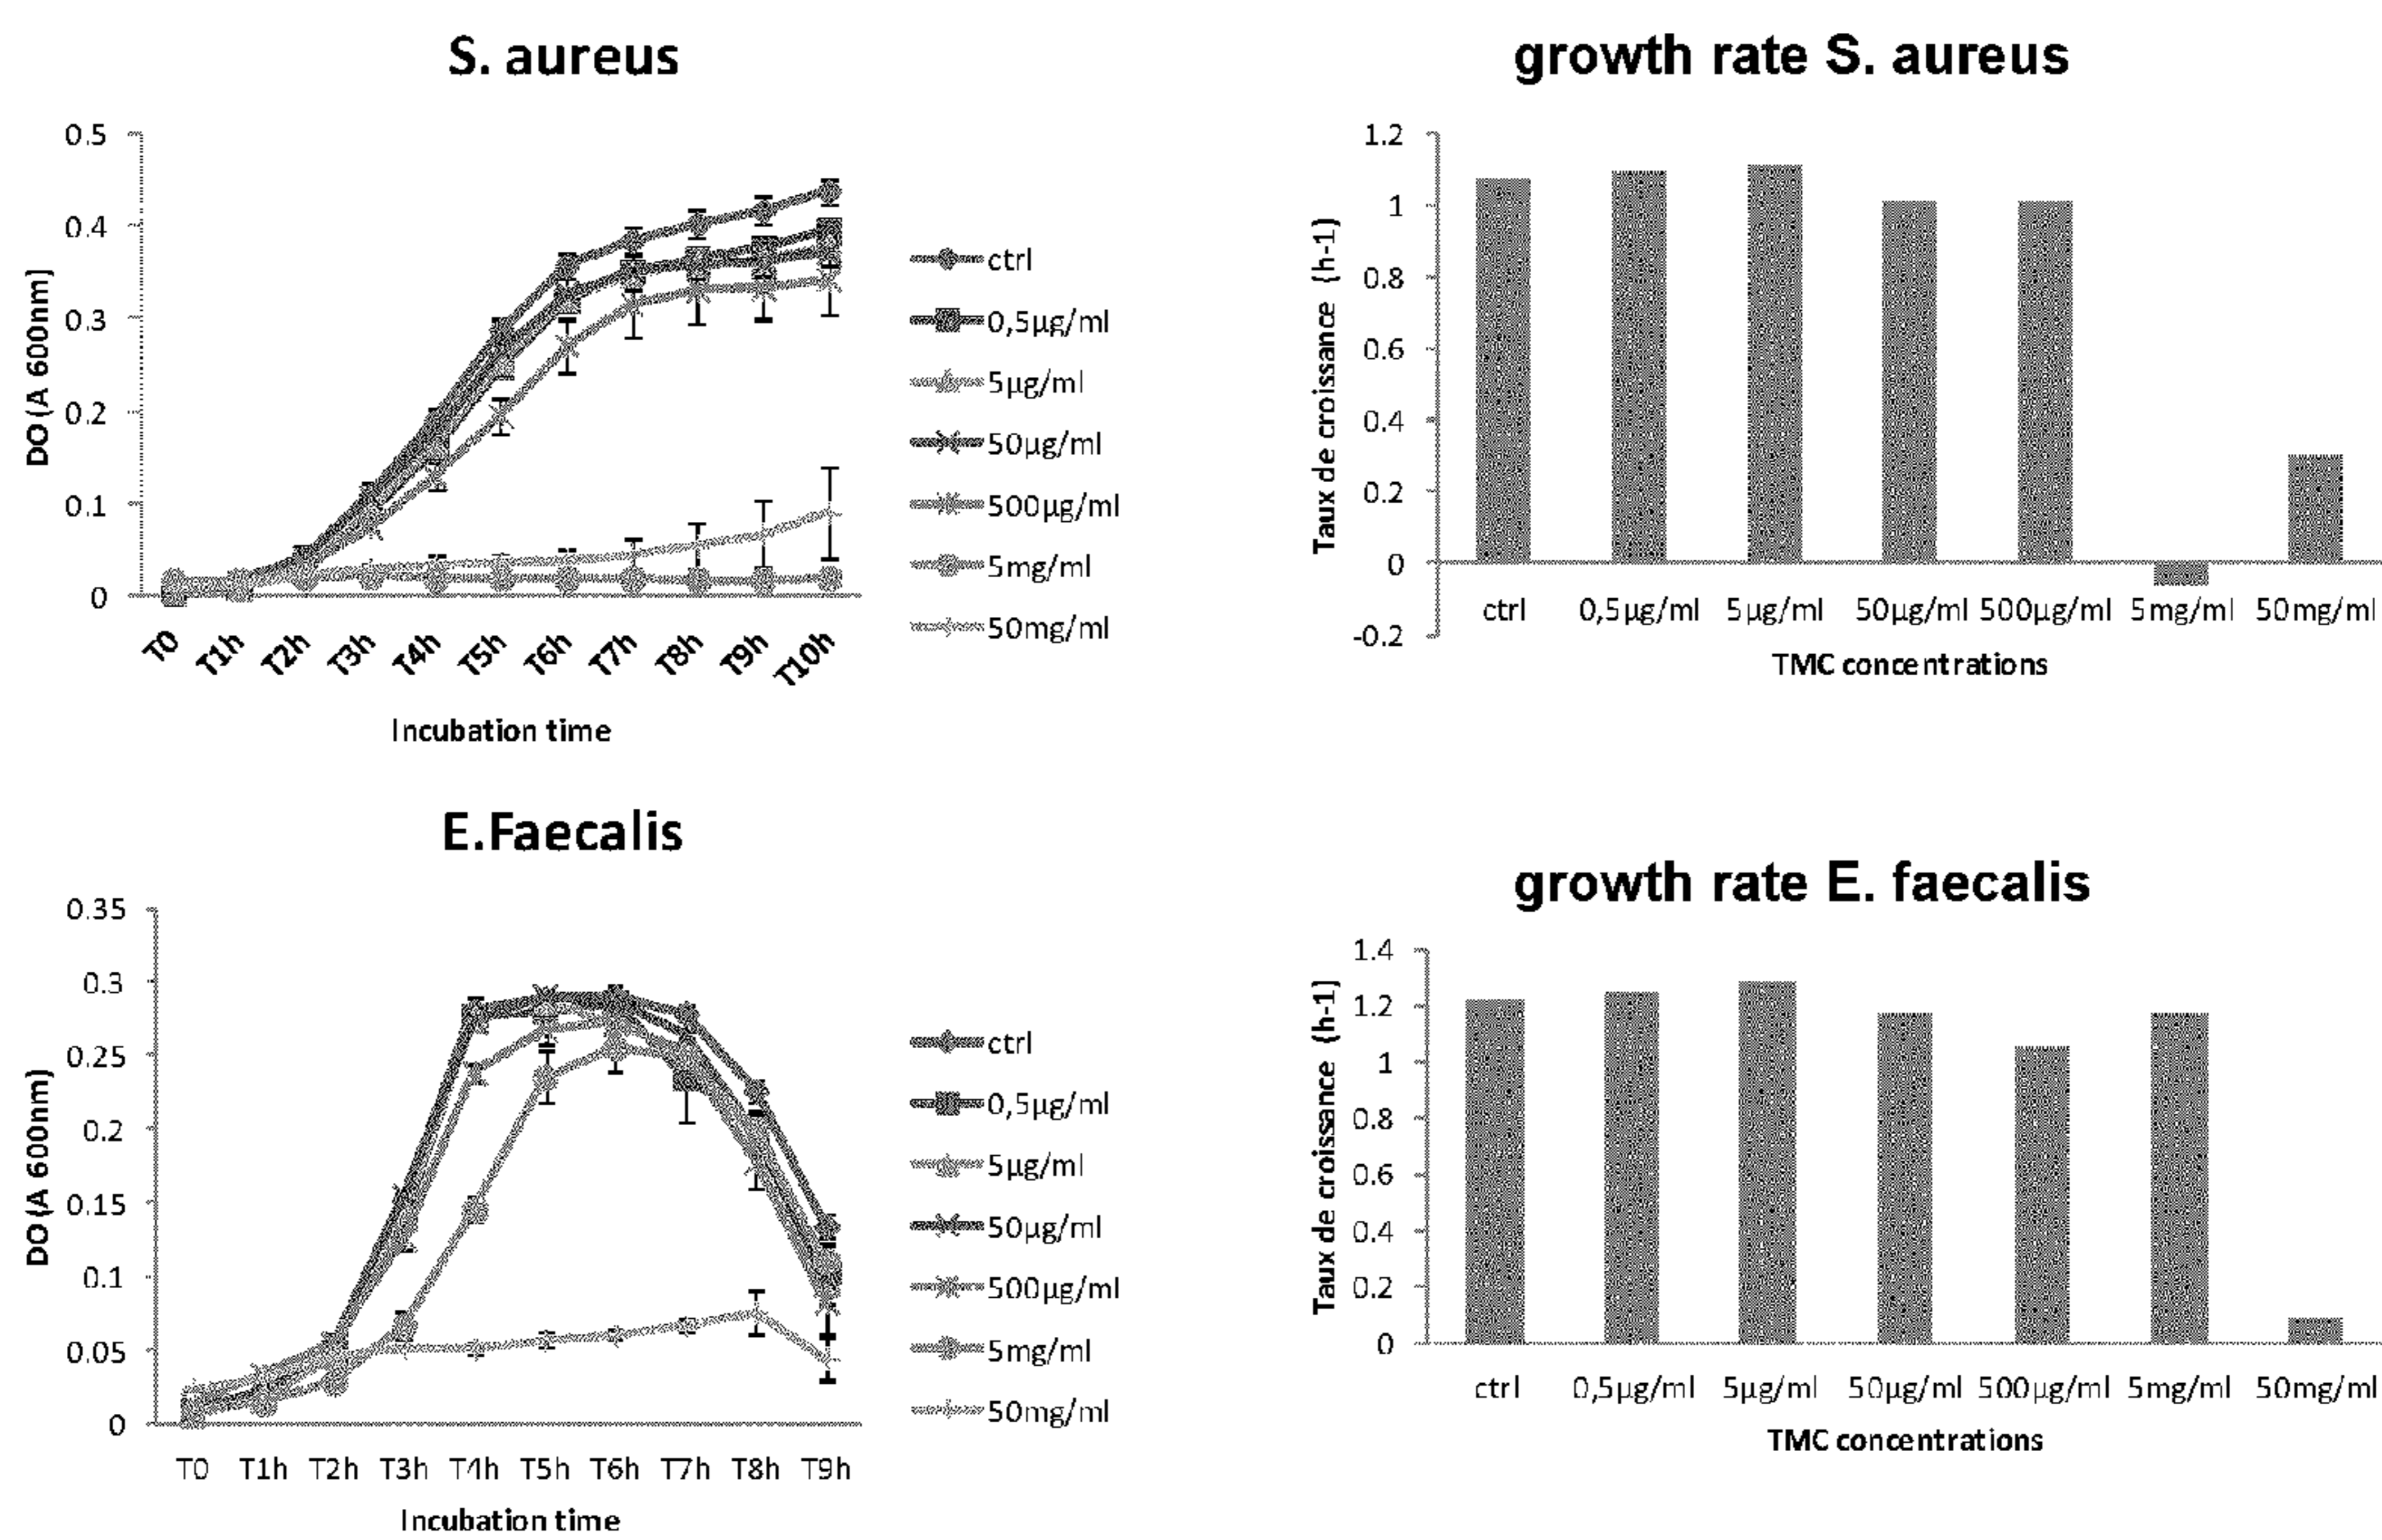 S. aureus
0.5
0.4
0.3
0.2
0.1
0
DO (A 600nm)
T0 T1h T2h T3h T4h T5h T6h T7h T8h T9h T10h
Incubation time
ctrl
0,5µg/ml
5µg/ml
50µg/ml
500µg/ml
5mg/ml
50mg/ml
growth rate S. aureus
1.2
1
0.8
0.6
0.4
0.2
0
-0.2
Taux de croissance (h-1)
ctrl 0,5µg/ml 5µg/ml 50µg/ml 500µg/ml 5mg/ml 50mg/ml
TMC concentrations
E.Faecalis
0.35
0.3
0.25
0.2
0.15
0.1
0.05
0
DO (A 600nm)
T0 T1h T2h T3h T4h T5h T6h T7h T8h T9h
Incubation time
ctrl
0,5µg/ml
5µg/ml
50µg/ml
500µg/ml
5mg/ml
50mg/ml
growth rate E. faecalis
1.4
1.2
1
0.8
0.6
0.4
0.2
0
Taux de croissance (h-1)
ctrl 0,5µg/ml 5µg/ml 50µg/ml 500µg/ml 5mg/ml 50mg/ml
TMC concentrations